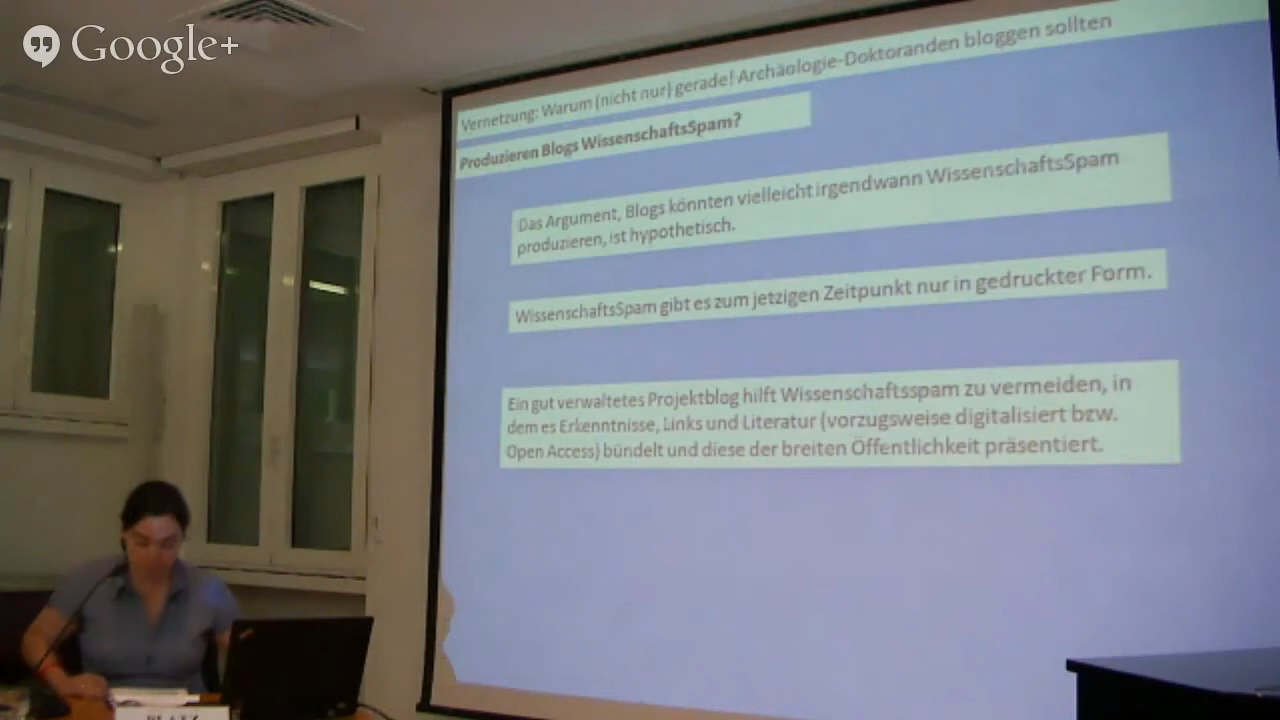 Google+
Vernetzung: Warum (nicht nur) gerade! Archäologie-Doktoranden bloggen sollten
Produzieren Blogs WissenschaftsSpam?
Das Argument, Blogs könnten vielleicht irgendwann WissenschaftsSpam
produzieren, ist hypothetisch.
WissenschaftsSpam gibt es zum jetzigen Zeitpunkt nur in gedruckter Form.
Ein gut verwaltetes Projektblog hilft Wissenschaftsspam zu vermeiden, in
dem es Erkenntnisse, Links und Literatur (vorzugsweise digitalisiert bzw.
Open Access) bündelt und diese der breiten Öffentlichkeit präsentiert.